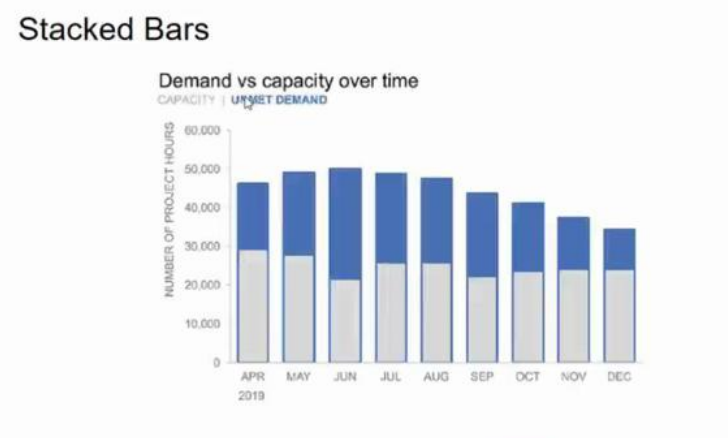 Stacked Bars
Demand vs capacity over time
CAPACITY | UNMET DEMAND
NUMBER OF PROJECT HOURS
60,000
50,000
40,000
30,000
20,000
10,000
0
APR MAY JUN JUL AUG SEP OCT NOV DEC
2019